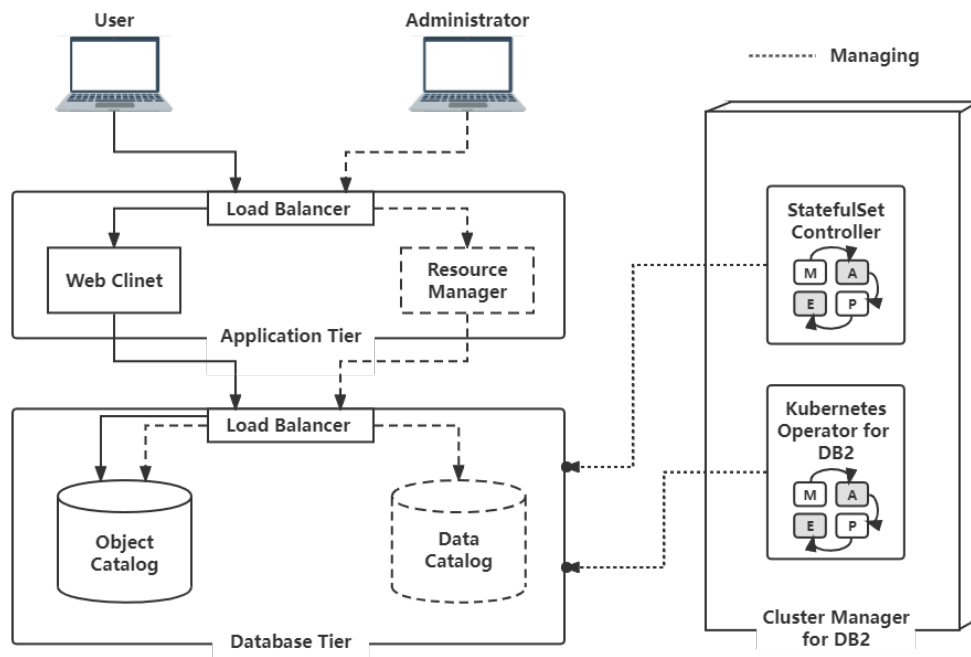 User
Administrator
Managing
Load Balancer
Web Clinet
Resource
Manager
Application Tier
StatefulSet
Controller
M
A
E
P
Load Balancer
Object
Catalog
Data
Catalog
Database Tier
Kubernetes
Operator for
DB2
M
A
E
P
Cluster Manager
for DB2